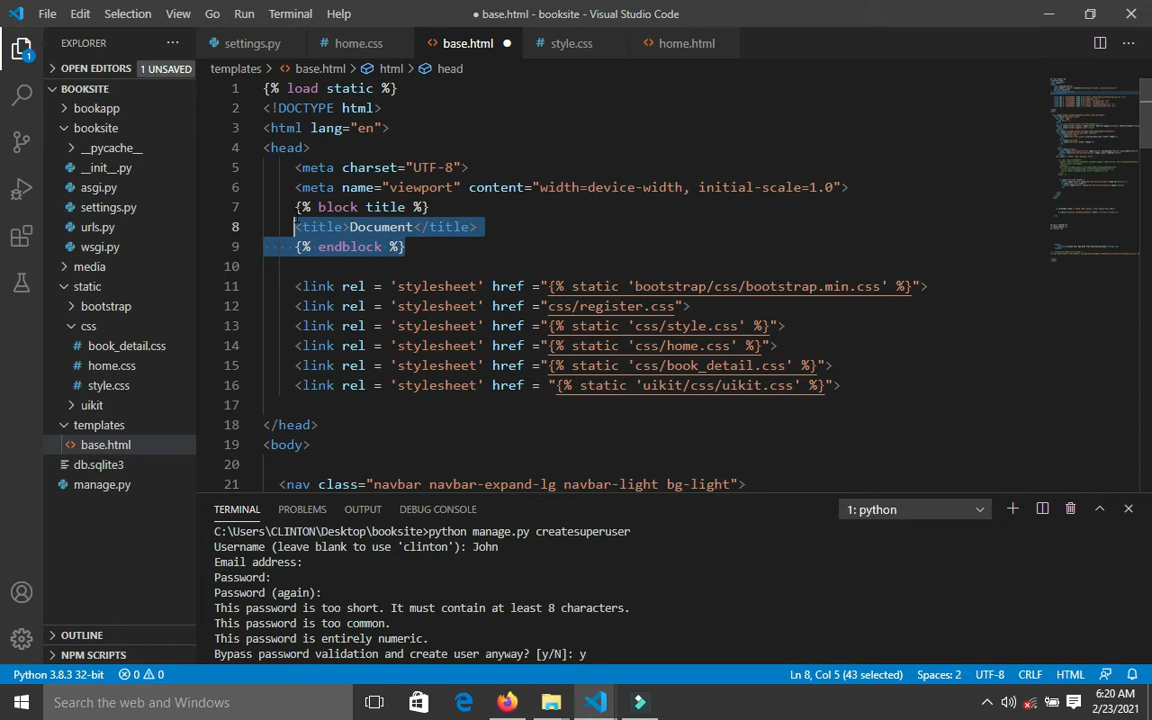 File Edit Selection View Go Run Terminal Help
● base.html - booksite - Visual Studio Code
EXPLORER
settings.py home.css base.html style.css home.html
OPEN EDITORS 1 UNSAVED
templates > base.html > html > head
BOOKSITE
bookapp
booksite
__pycache__
__init__.py
asgi.py
settings.py
urls.py
wsgi.py
media
static
bootstrap
css
book_detail.css
home.css
style.css
uikit
templates
base.html
db.sqlite3
manage.py
OUTLINE
NPM SCRIPTS
1 {% load static %}
2 <!DOCTYPE html>
3 <html lang="en">
4 <head>
5 <meta charset="UTF-8">
6 <meta name="viewport" content="width=device-width, initial-scale=1.0">
7 {% block title %}
8 <title>Document</title>
9 {% endblock %}
10
11 <link rel = 'stylesheet' href ="{% static 'bootstrap/css/bootstrap.min.css' %}">
12 <link rel = 'stylesheet' href ="css/register.css">
13 <link rel = 'stylesheet' href ="{% static 'css/style.css' %}">
14 <link rel = 'stylesheet' href ="{% static 'css/home.css' %}">
15 <link rel = 'stylesheet' href ="{% static 'css/book_detail.css' %}">
16 <link rel = 'stylesheet' href = "{% static 'uikit/css/uikit.css' %}">
17
18 </head>
19 <body>
20
21 <nav class="navbar navbar-expand-lg navbar-light bg-light">
TERMINAL PROBLEMS OUTPUT DEBUG CONSOLE 1: python
C:\Users\CLINTON\Desktop\booksite>python manage.py createsuperuser
Username (leave blank to use 'clinton'): John
Email address:
Password:
Password (again):
This password is too short. It must contain at least 8 characters.
This password is too common.
This password is entirely numeric.
Bypass password validation and create user anyway? [y/N]: y
1
Python 3.8.3 32-bit 0 0 Ln 8, Col 5 (43 selected) Spaces: 2 UTF-8 CRLF HTML
Search the web and Windows
6:20 AM
2/23/2021